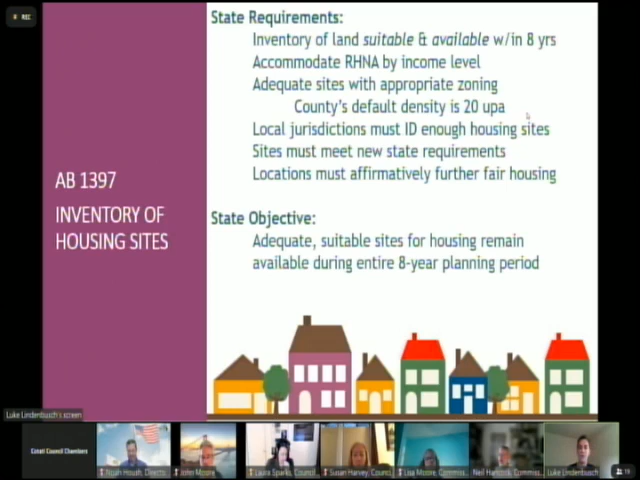 REC
State Requirements:
Inventory of land suitable & available w/in 8 yrs
Accommodate RHNA by income level
Adequate sites with appropriate zoning
County's default density is 20 upa
Local jurisdictions must ID enough housing sites
Sites must meet new state requirements
Locations must affirmatively further fair housing
AB 1397
INVENTORY OF
HOUSING SITES
State Objective:
Adequate, suitable sites for housing remain
available during entire 8-year planning period
Luke Lindenbusch's screen
Cotati Council Chambers
Noah Housh, Directo...
John Moore
Laura Sparks, Council...
Susan Harvey, Counc...
Lisa Moore, Commiss...
Neil Hancock, Commis...
Luke Lindenbusch